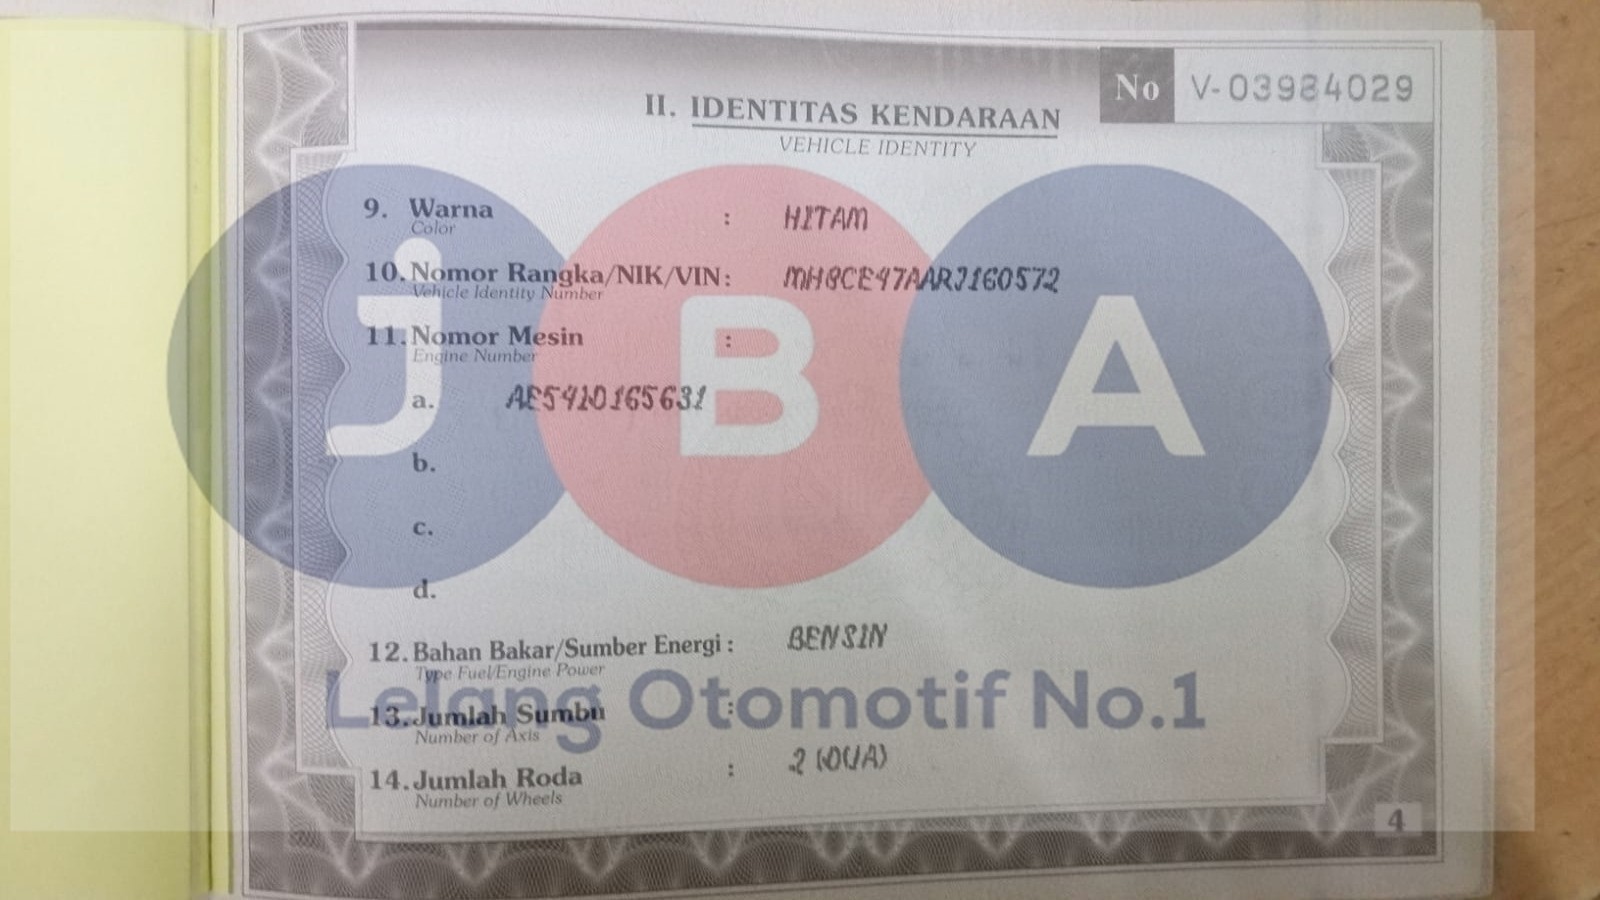 No V-03984029
II. IDENTITAS KENDARAAN
VEHICLE IDENTITY
9. Warna : HITAM
Color
10. Nomor Rangka/NIK/VIN : MH8CE47AARJ160572
Vehicle Identity Number
11. Nomor Mesin :
Engine Number
a. AE54ID165631
b.
c.
d.
12. Bahan Bakar/Sumber Energi : BENSIN
Type Fuel/Engine Power
13. Jumlah Sumbu :
Number of Axis
14. Jumlah Roda : 2 (DUA)
Number of Wheels
4
JBA
Lelang Otomotif No.1